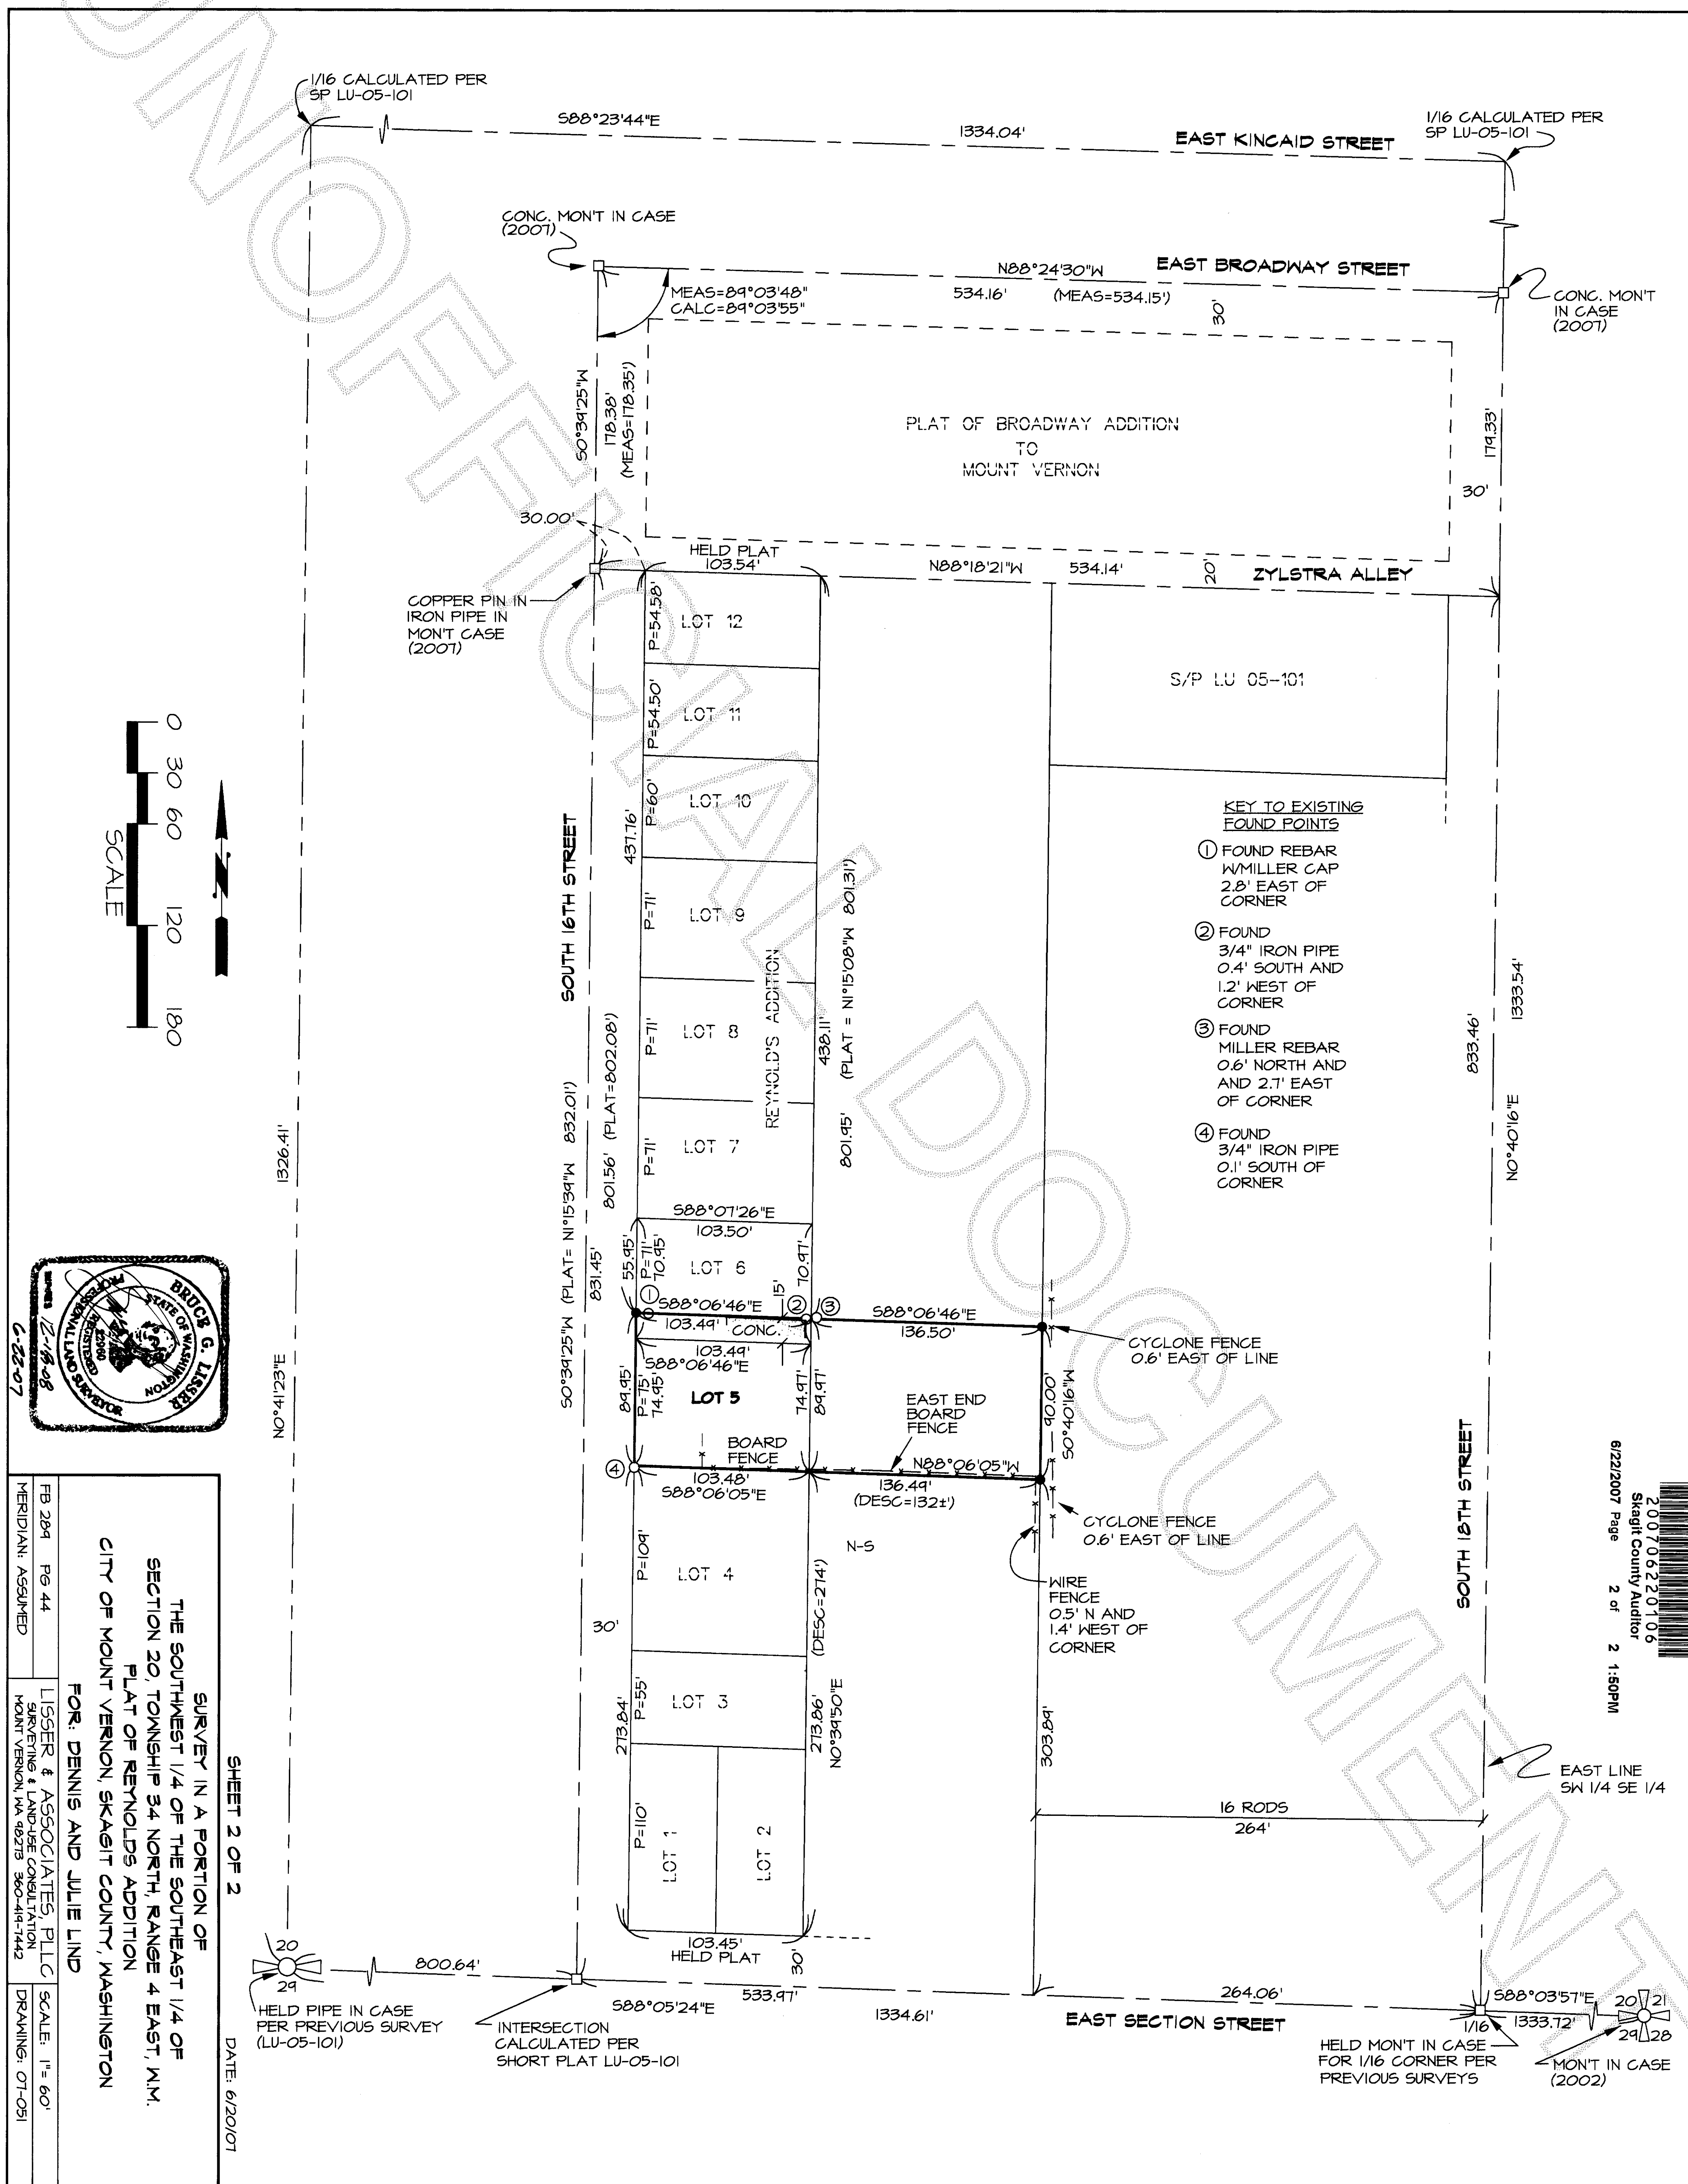 1/16 CALCULATED PER
SP LU-05-101
S88°23'44"E
1334.04'
EAST KINCAID STREET
1/16 CALCULATED PER
SP LU-05-101
CONC. MON'T IN CASE
(2007)
N88°24'30"W
EAST BROADWAY STREET
534.16'
(MEAS=534.15')
30'
CONC. MON'T
IN CASE
(2007)
MEAS=89°03'48"
CALC=89°03'55"
S0°39'25"W
178.38'
(MEAS=178.35')
PLAT OF BROADWAY ADDITION
TO
MOUNT VERNON
179.33'
30'
30.00'
HELD PLAT
103.54'
N88°18'21"W
534.14'
20'
ZYLSTRA ALLEY
COPPER PIN IN
IRON PIPE IN
MON'T CASE
(2007)
P=54.58'
LOT 12
P=54.50'
LOT 11
P=60'
LOT 10
437.76'
P=71'
LOT 9
P=71'
LOT 8
P=71'
LOT 7
REYNOLD'S ADDITION
438.11'
(PLAT = N1°15'08"W 801.31')
801.95'
S/P LU 05-101
KEY TO EXISTING
FOUND POINTS
1 FOUND REBAR
W/MILLER CAP
2.8' EAST OF
CORNER
2 FOUND
3/4" IRON PIPE
0.4' SOUTH AND
1.2' WEST OF
CORNER
3 FOUND
MILLER REBAR
0.6' NORTH AND
AND 2.7' EAST
OF CORNER
4 FOUND
3/4" IRON PIPE
0.1' SOUTH OF
CORNER
0 30 60 120 180
SCALE
N
SOUTH 16TH STREET
S0°39'25"W (PLAT= N1°15'39"W 832.01')
831.45'
801.56' (PLAT=802.08')
1326.41'
N0°41'23"E
833.46'
1333.54'
N0°40'16"E
SOUTH 18TH STREET
S88°07'26"E
103.50'
55.95'
P=71'
70.95'
LOT 6
70.97'
15'
1
S88°06'46"E
2
3
103.49'
CONC.
S88°06'46"E
136.50'
103.49'
S88°06'46"E
89.95'
P=75'
74.95'
LOT 5
74.97'
89.97'
CYCLONE FENCE
0.6' EAST OF LINE
90.00'
S0°40'16"W
EAST END
BOARD
FENCE
BOARD
FENCE
4
103.48'
S88°06'05"E
N88°06'05"W
136.49'
(DESC=132±')
CYCLONE FENCE
0.6' EAST OF LINE
N-S
WIRE
FENCE
0.5' N AND
1.4' WEST OF
CORNER
P=109'
LOT 4
(DESC=274')
30'
P=55'
LOT 3
273.84'
273.86'
N0°39'50"E
303.89'
P=110'
LOT 1
LOT 2
103.45'
HELD PLAT
30'
16 RODS
264'
EAST LINE
SW 1/4 SE 1/4
20
29
HELD PIPE IN CASE
PER PREVIOUS SURVEY
(LU-05-101)
800.64'
INTERSECTION
CALCULATED PER
SHORT PLAT LU-05-101
S88°05'24"E
533.97'
1334.61'
EAST SECTION STREET
264.06'
1/16
HELD MON'T IN CASE
FOR 1/16 CORNER PER
PREVIOUS SURVEYS
S88°03'57"E
1333.72'
20 21
29 28
MON'T IN CASE
(2002)
200706220106
Skagit County Auditor
6/22/2007 Page 2 of 2 1:50PM
BRUCE G. LISSER
STATE OF WASHINGTON
REGISTERED
22960
PROFESSIONAL LAND SURVEYOR
EXPIRES 12-18-08
6-22-07
SHEET 2 OF 2
DATE: 6/20/07
SURVEY IN A PORTION OF
THE SOUTHWEST 1/4 OF THE SOUTHEAST 1/4 OF
SECTION 20, TOWNSHIP 34 NORTH, RANGE 4 EAST, W.M.
PLAT OF REYNOLDS ADDITION
CITY OF MOUNT VERNON, SKAGIT COUNTY, WASHINGTON
FOR: DENNIS AND JULIE LIND
FB 289 PG 44
MERIDIAN: ASSUMED
LISSER & ASSOCIATES, PLLC
SURVEYING & LAND-USE CONSULTATION
MOUNT VERNON, WA 98273 360-419-7442
SCALE: 1"= 60'
DRAWING: 07-051
UNOFFICIAL DOCUMENT